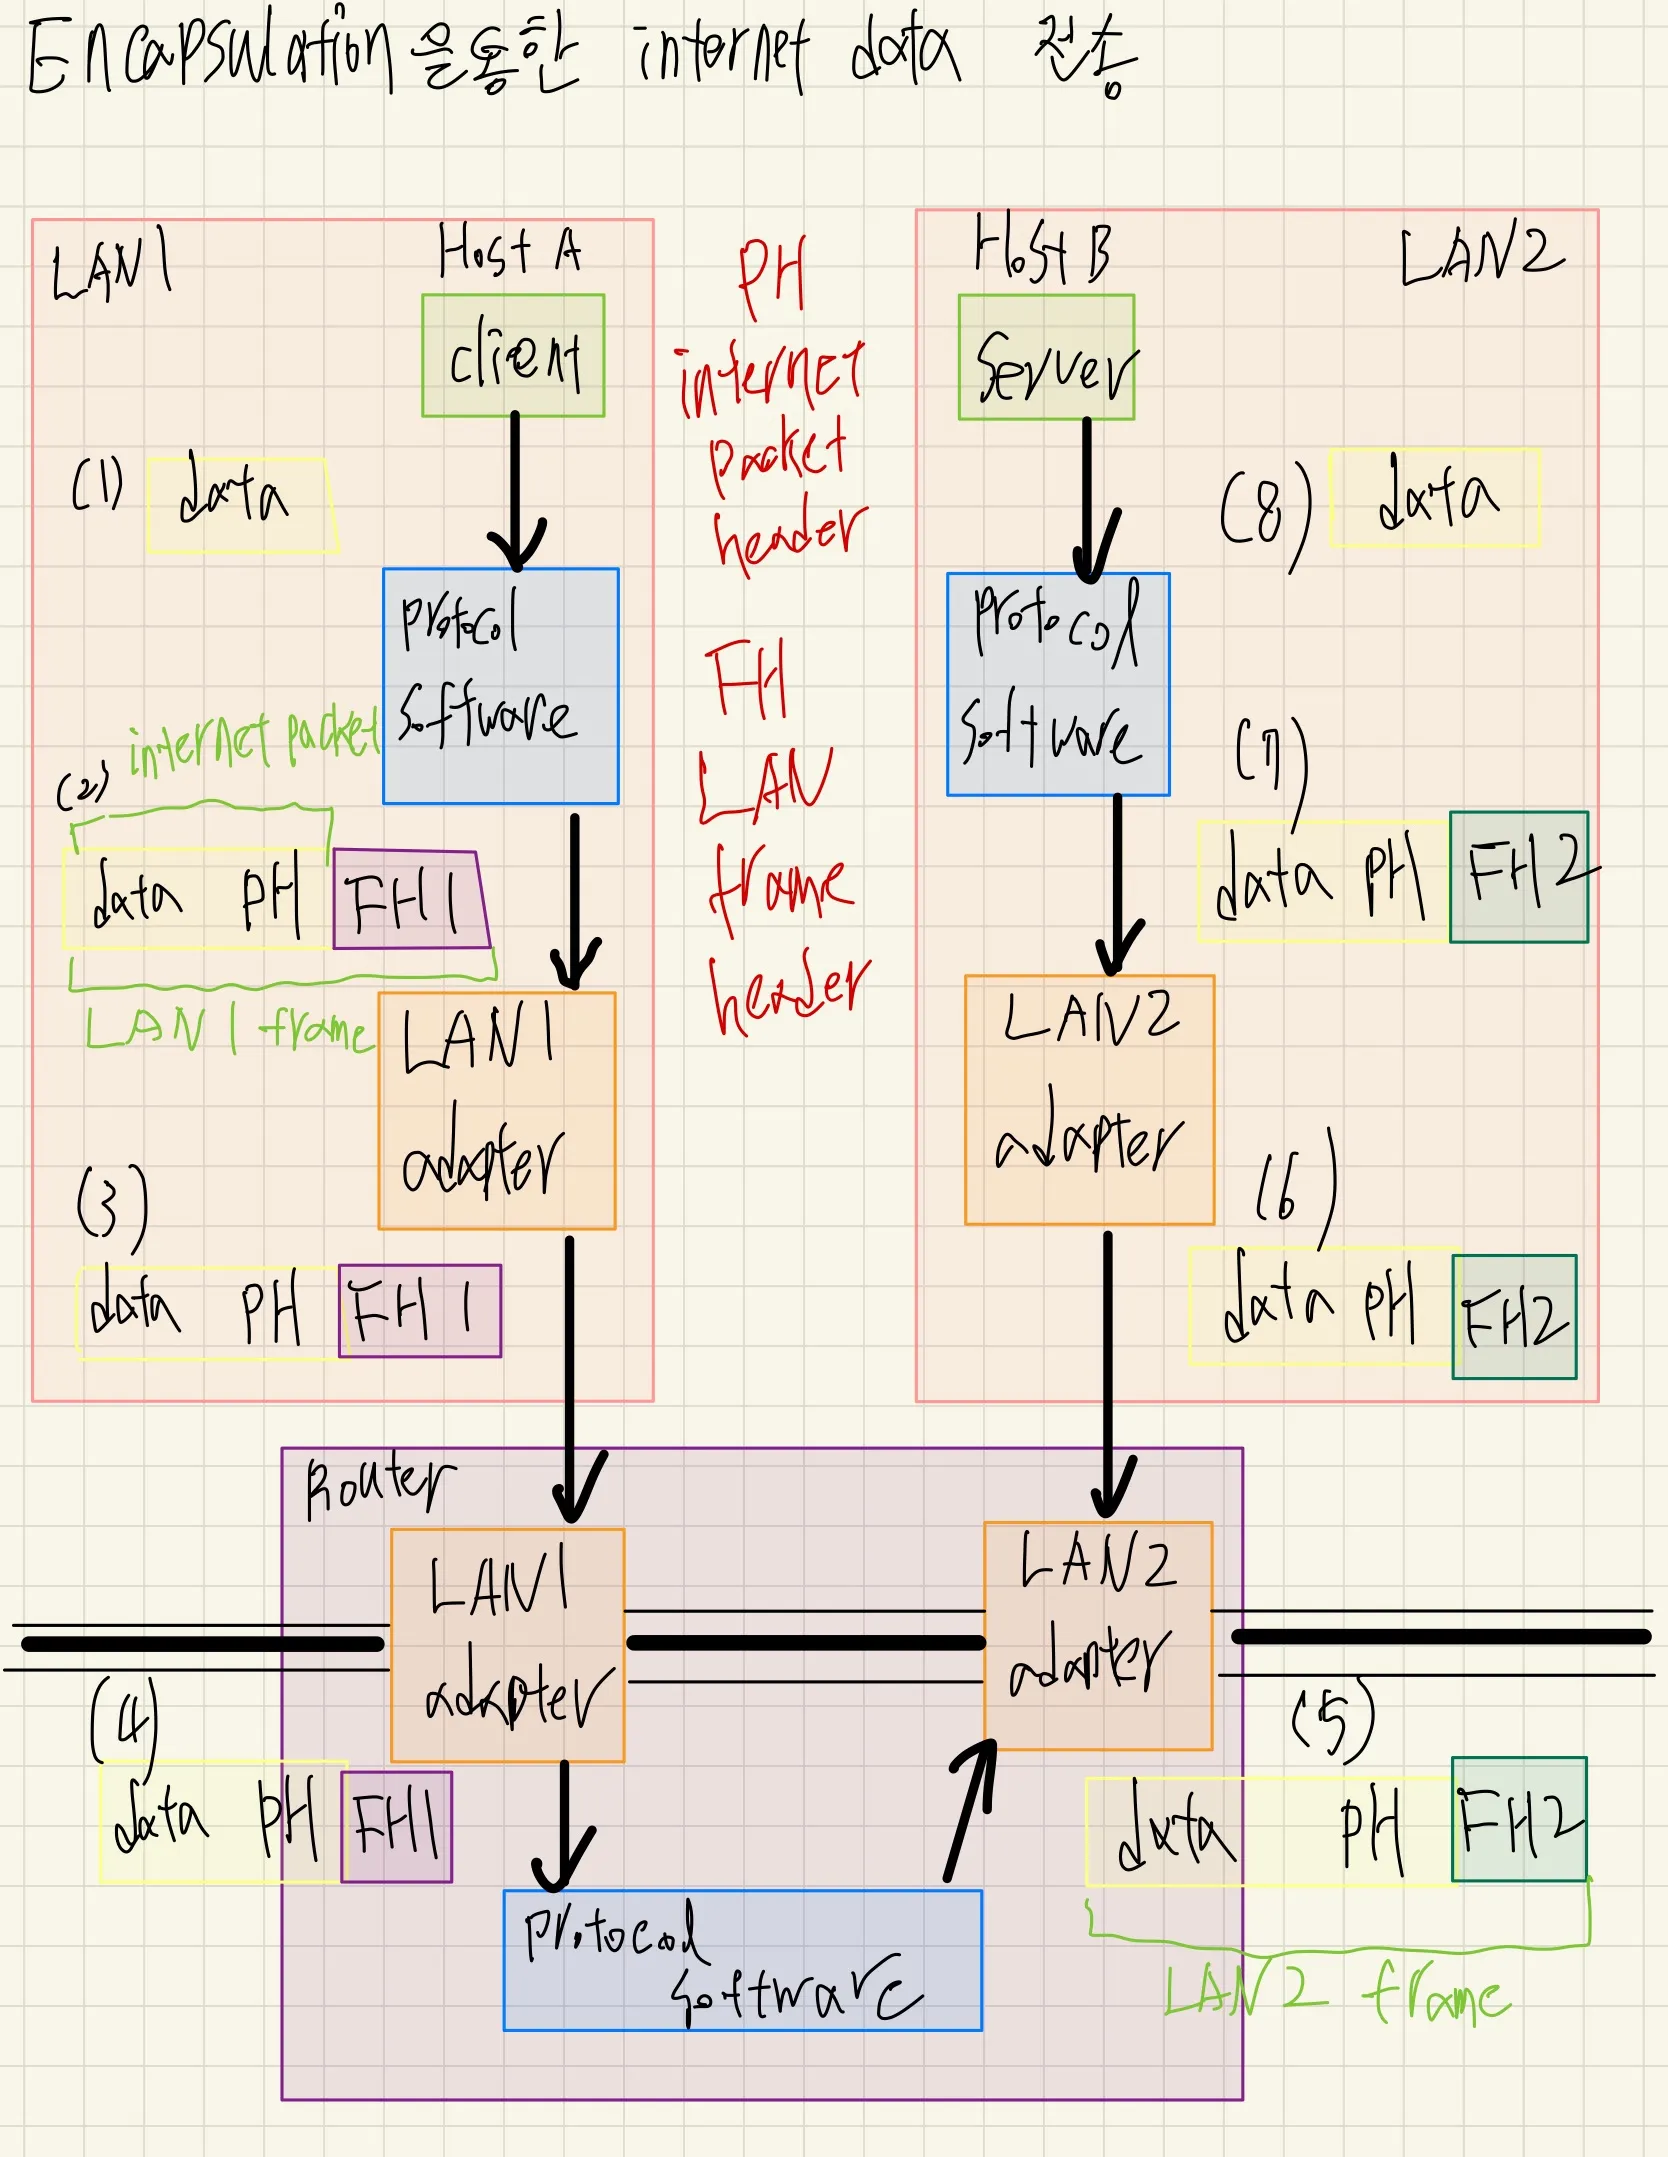 Encapsulation을통한 internet data 전송
LAN1
Host A
client
(1) data
protocol
software
internet packet
(2)
data PH FH1
LAN1 frame
LAN1
adapter
(3)
data PH FH1
PH
internet
packet
header
FH
LAN
frame
header
Host B
LAN2
Server
(8) data
protocol
software
(7)
data PH FH2
LAN2
adapter
(6)
data PH FH2
Router
LAN1
adapter
LAN2
adapter
(4)
data PH FH1
(5)
data PH FH2
LAN2 frame
protocol
software